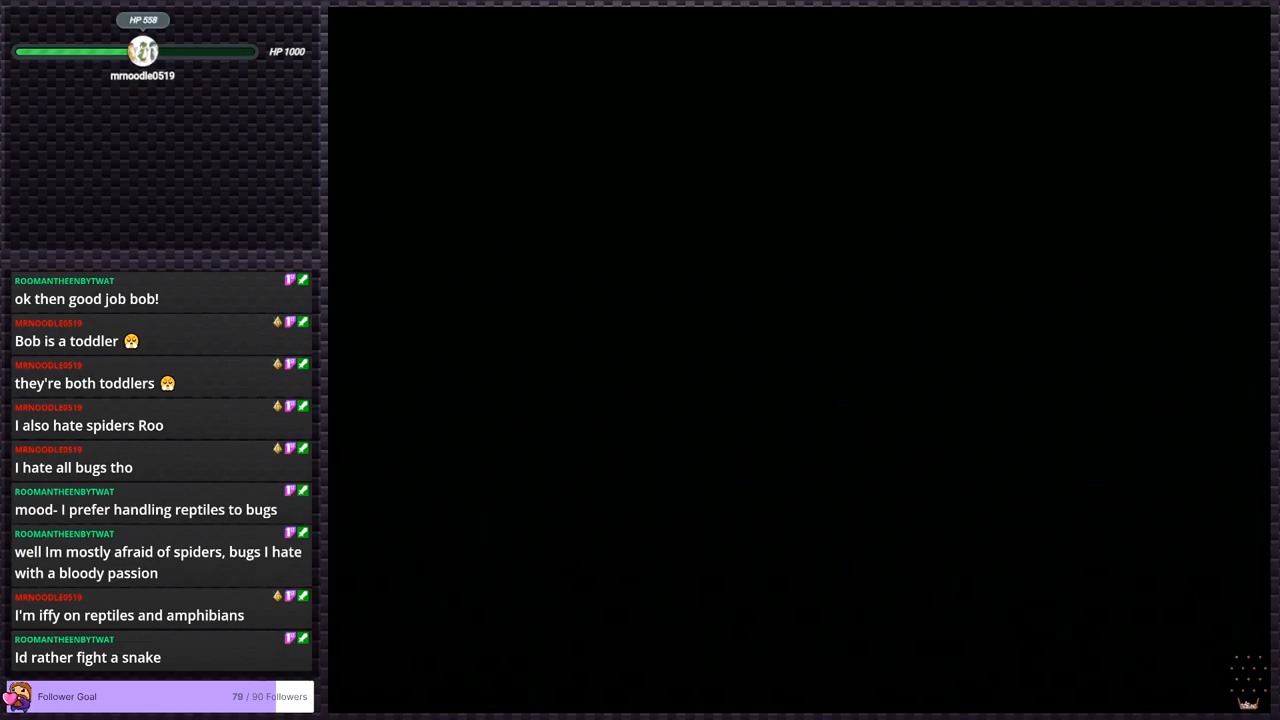 HP 558
HP 1000
mrnoodle0519
ROOMANTHEENBYTWAT
ok then good job bob!
MRNOODLE0519
Bob is a toddler 😤
MRNOODLE0519
they're both toddlers 😤
MRNOODLE0519
I also hate spiders Roo
MRNOODLE0519
I hate all bugs tho
ROOMANTHEENBYTWAT
mood- I prefer handling reptiles to bugs
ROOMANTHEENBYTWAT
well Im mostly afraid of spiders, bugs I hate
with a bloody passion
MRNOODLE0519
I'm iffy on reptiles and amphibians
ROOMANTHEENBYTWAT
Id rather fight a snake
Follower Goal 79 / 90 Followers